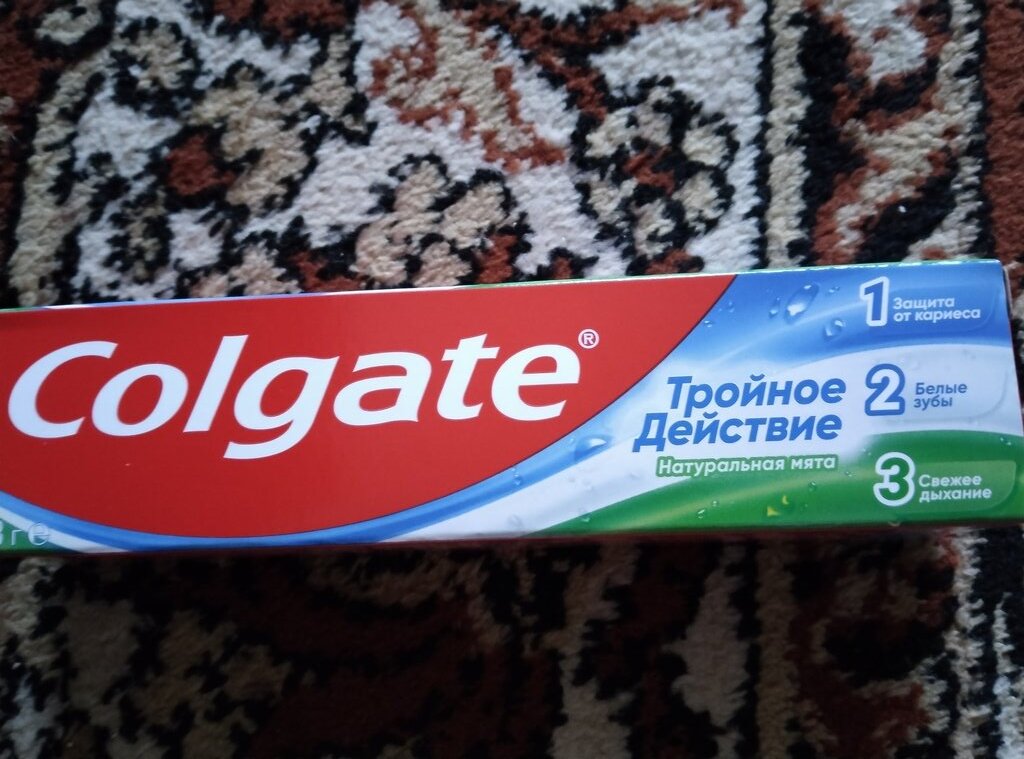 Colgate®
Тройное
Действие
Натуральная мята
1 Защита
от кариеса
2 Белые
зубы
3 Свежее
дыхание